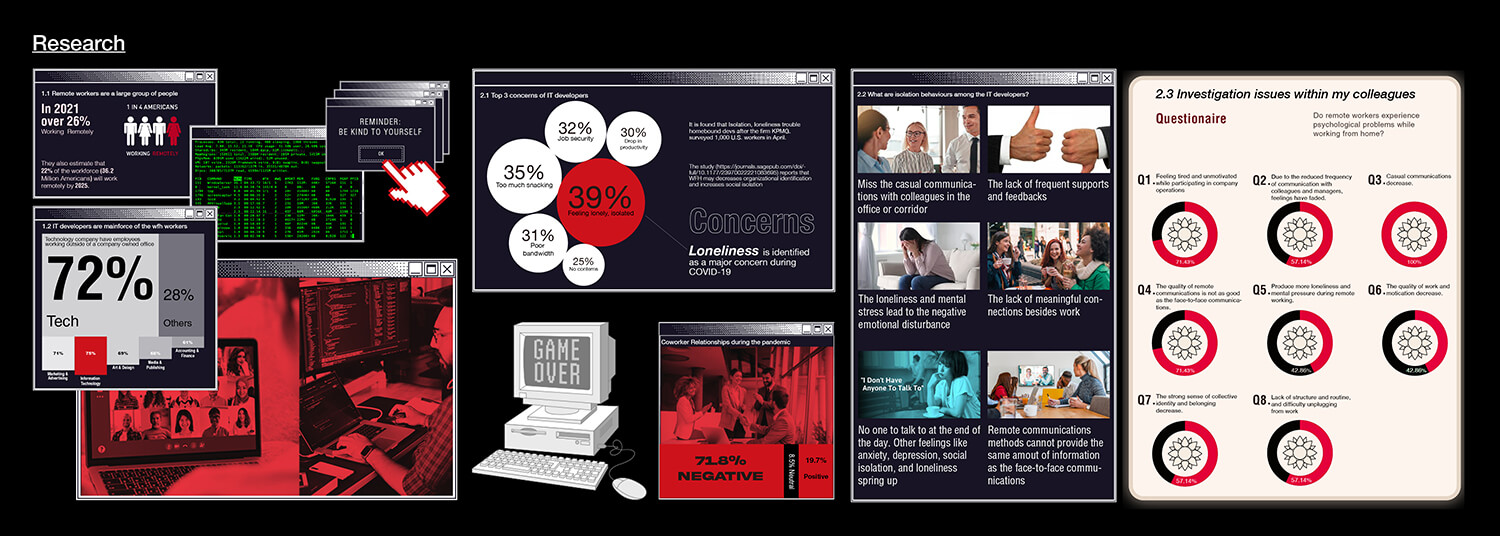 Research
1.1 Remote workers are a large group of people
In 2021
over 26%
Working Remotely
1 IN 4 AMERICANS
WORKING REMOTELY
They also estimate that
22% of the workforce (36.2
Million Americans) will work
remotely by 2025.
REMINDER:
BE KIND TO YOURSELF
OK
1.2 IT developers are mainforce of the wfh workers
Technology company have employees
working outside of a company owned office
72%
Tech
28%
Others
71%
Marketing &
Advertising
75%
Information
Technology
69%
Art & Design
Media &
Publishing
61%
Accounting &
Finance
2.1 Top 3 concerns of IT developers
32%
Job security
30%
Drop in
productivity
35%
Too much snacking
39%
Feeling lonely, isolated
31%
Poor
bandwidth
25%
It is found that Isolation, loneliness trouble
homebound devs after the firm KPMG,
surveyed 1,000 U.S. workers in April.
The study (https://journals.sagepub.com/doi/
full/10.1177/2397002221083695) reports that
WFH may decreases organizational identification
and increases social isolation
Concerns
Loneliness is identified
as a major concern during
COVID-19
GAME
OVER
Coworker Relationships during the pandemic
71.8%
NEGATIVE
8.5% Neutral
19.7%
Positive
2.2 What are isolation behaviours among the IT developers?
Miss the casual communica-
tions with colleagues in the
office or corridor
The lack of frequent supports
and feedbacks
The loneliness and mental
stress lead to the negative
emotional disturbance
The lack of meaningful con-
nections besides work
"I Don't Have
Anyone To Talk To"
No one to talk to at the end of
the day. Other feelings like
anxiety, depression, social
isolation, and loneliness
spring up
Remote communications
methods cannot provide the
same amout of information
as the face-to-face commu-
nications
2.3 Investigation issues within my colleagues
Questionaire
Do remote workers experience
psychological problems while
working from home?
Q1
Feeling tired and unmotivated
while participating in company
operations
71.43%
Q2
Due to the reduced frequency
of communication with
colleagues and managers,
feelings have faded.
57.14%
Q3
Casual communications
decrease.
100%
Q4
The quality of remote
communications is not as good
as the face-to-face communica-
tions.
71.43%
Q5
Produce more loneliness and
mental pressure during remote
working.
42.86%
Q6
The quality of work and
motication decrease.
42.86%
Q7
The strong sense of collective
identity and belonging
decrease.
57.14%
Q8
Lack of structure and routine,
and difficulty unplugging
from work
57.14%